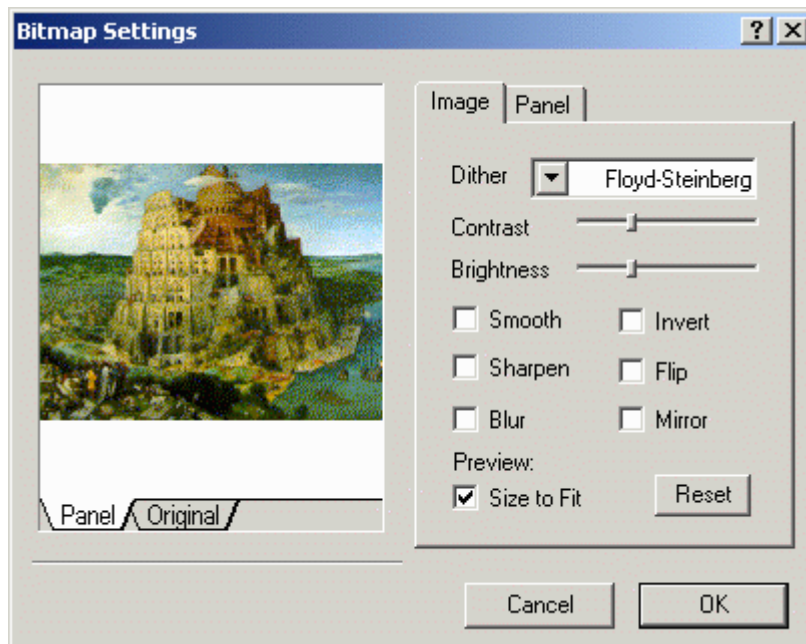 Bitmap Settings
Image Panel
Dither Floyd-Steinberg
Contrast
Brightness
Smooth Invert
Sharpen Flip
Blur Mirror
Preview:
Size to Fit Reset
Panel Original
Cancel OK